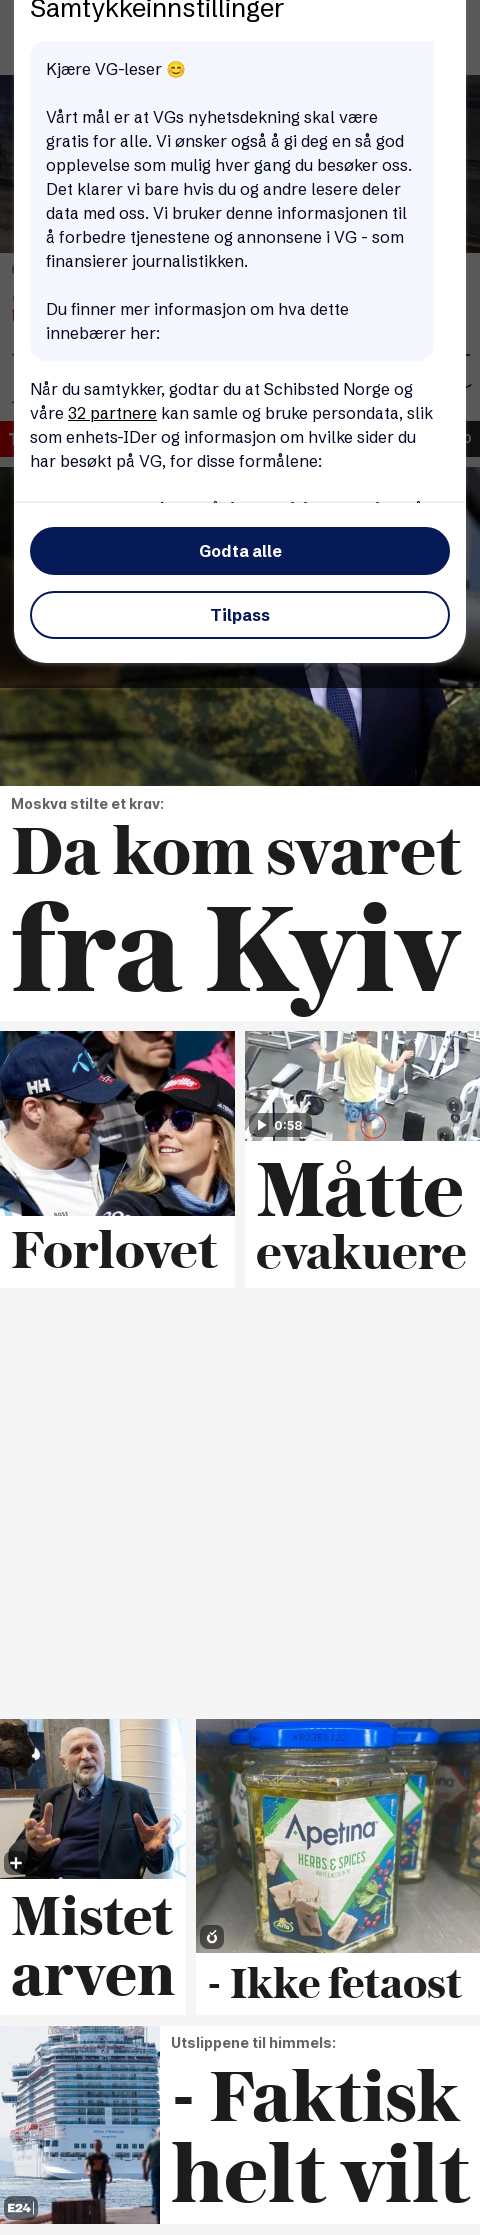 Samtykkeinnstillinger
Kjære VG-leser 😊
Vårt mål er at VGs nyhetsdekning skal være
gratis for alle. Vi ønsker også å gi deg en så god
opplevelse som mulig hver gang du besøker oss.
Det klarer vi bare hvis du og andre lesere deler
data med oss. Vi bruker denne informasjonen til
å forbedre tjenestene og annonsene i VG - som
finansierer journalistikken.
Du finner mer informasjon om hva dette
innebærer her:
Når du samtykker, godtar du at Schibsted Norge og
våre 32 partnere kan samle og bruke persondata, slik
som enhets-IDer og informasjon om hvilke sider du
har besøkt på VG, for disse formålene:
Godta alle
Tilpass
Moskva stilte et krav:
Da kom svaret
fra Kyiv
HH
0:58
Forlovet
Måtte
evakuere
Apetina
HERBS & SPICES
Arla
Mistet
arven
- Ikke fetaost
Utslippene til himmels:
- Faktisk
helt vilt
E24